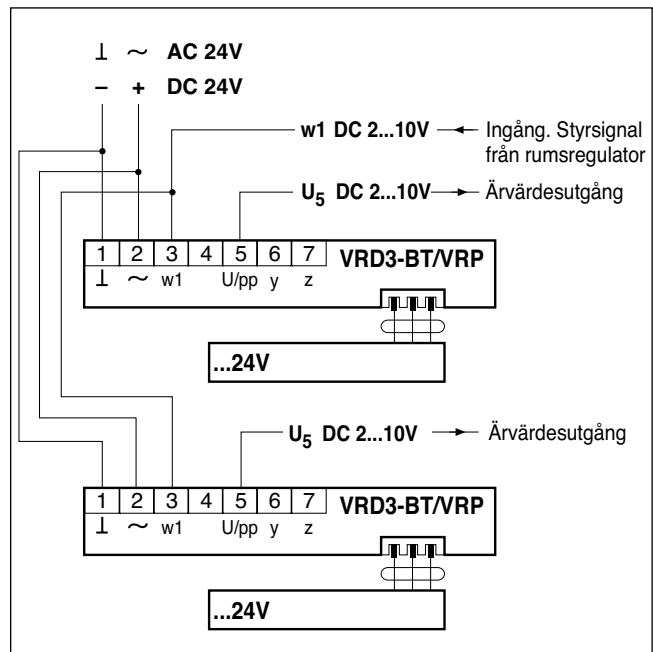 ⊥ ~ AC 24V
– + DC 24V
w1 DC 2...10V Ingång. Styrsignal
från rumsregulator
U5 DC 2...10V Ärvärdesutgång
1 2 3 4 5 6 7 VRD3-BT/VRP
⊥ ~ w1 U/pp y z
...24V
U5 DC 2...10V Ärvärdesutgång
1 2 3 4 5 6 7 VRD3-BT/VRP
⊥ ~ w1 U/pp y z
...24V